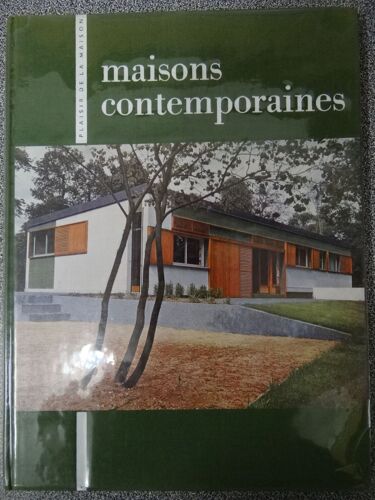 PLAISIR DE LA MAISON
maisons
contemporaines